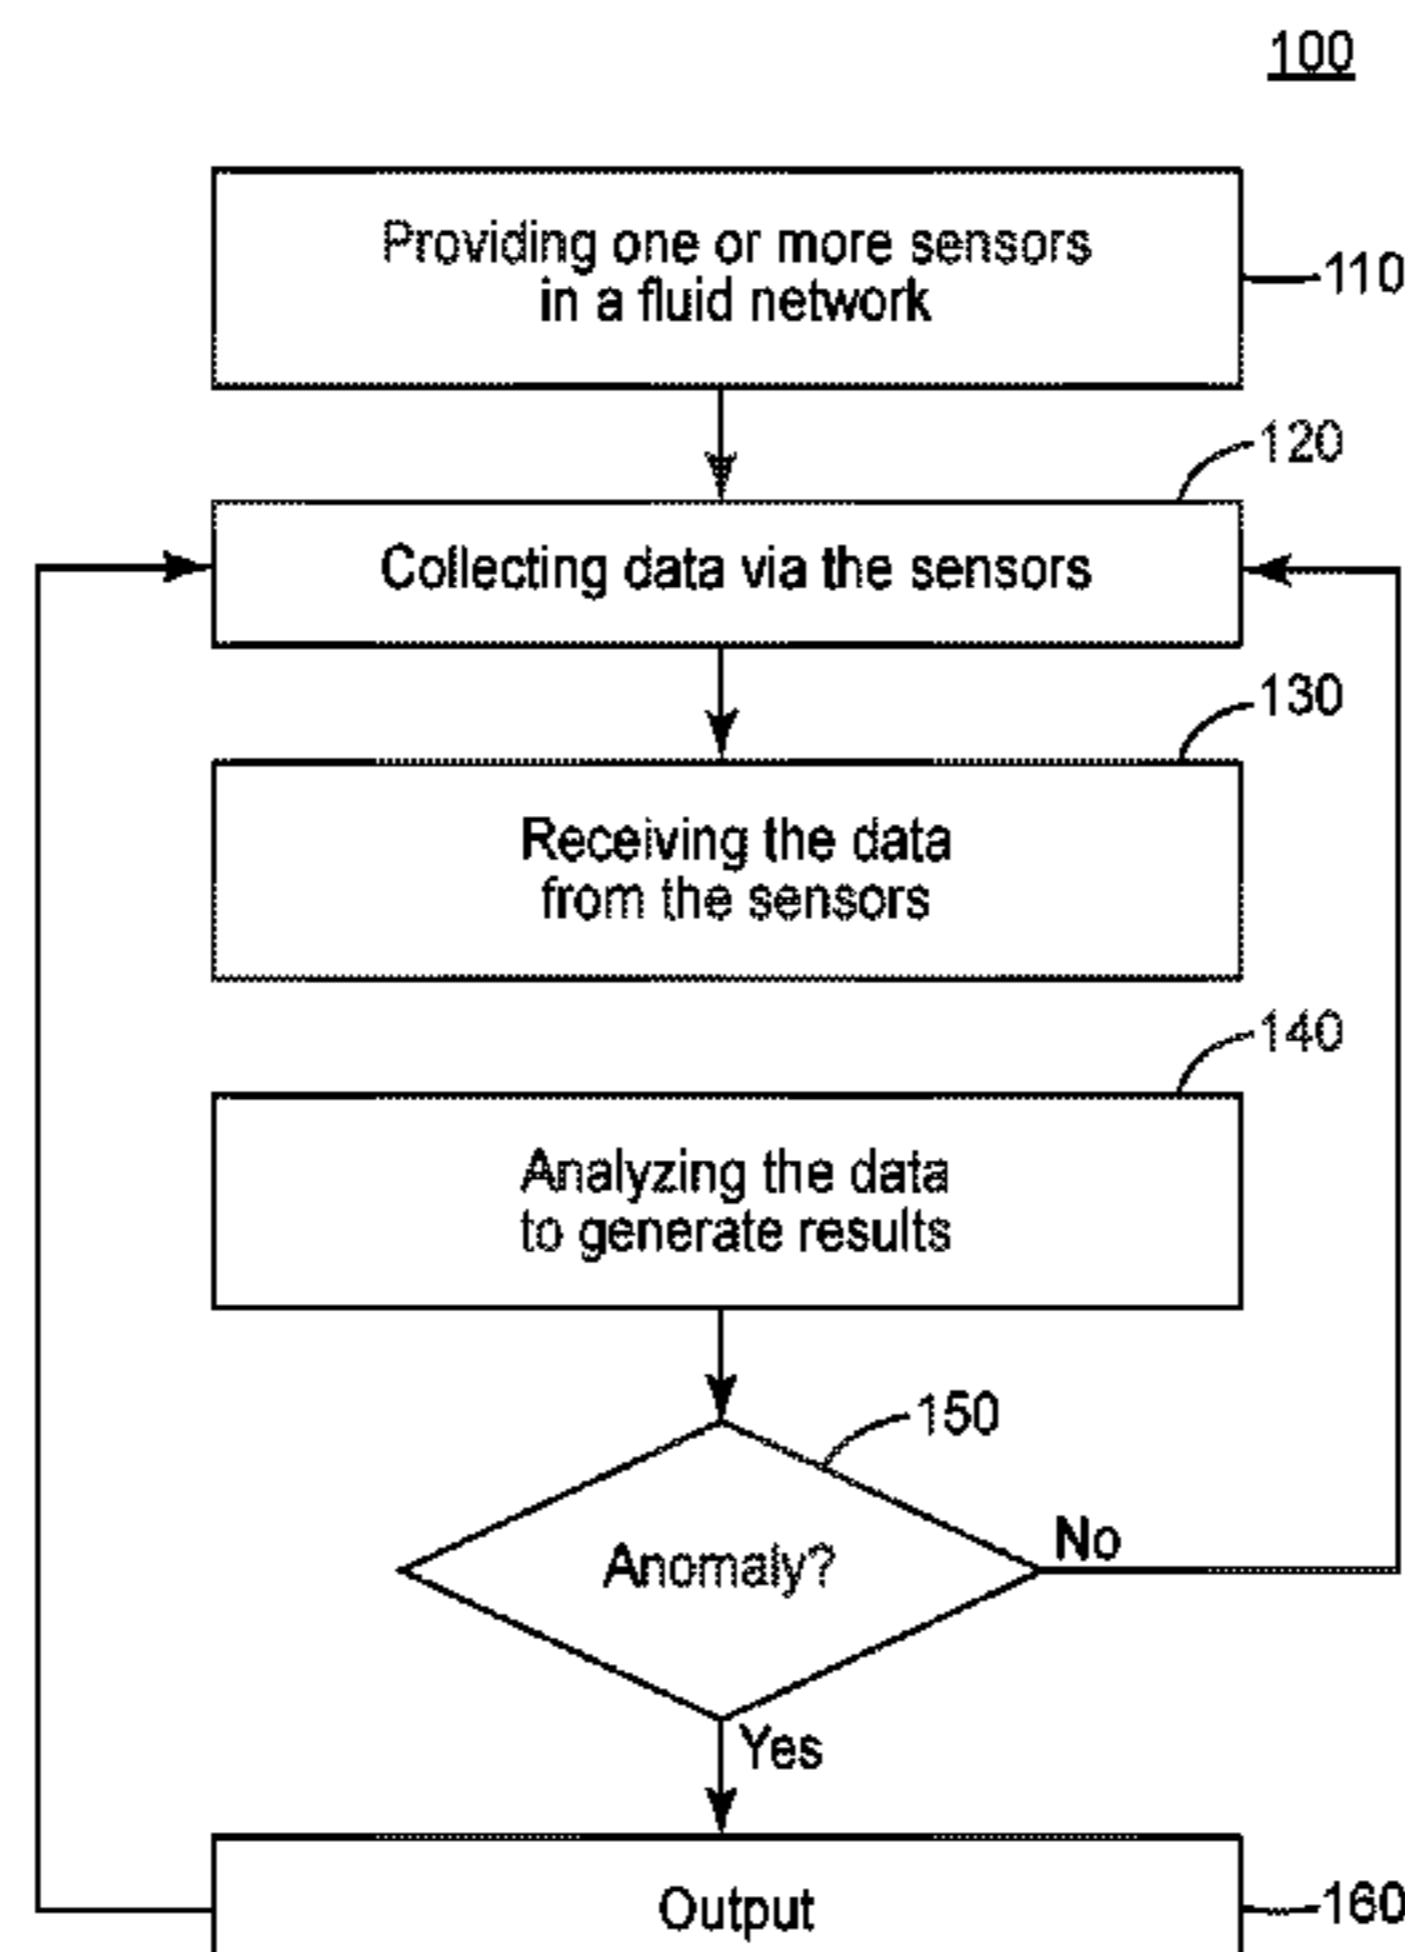 100
Providing one or more sensors
in a fluid network
110
120
Collecting data via the sensors
130
Receiving the data
from the sensors
140
Analyzing the data
to generate results
150
Anomaly?
No
Yes
Output
160